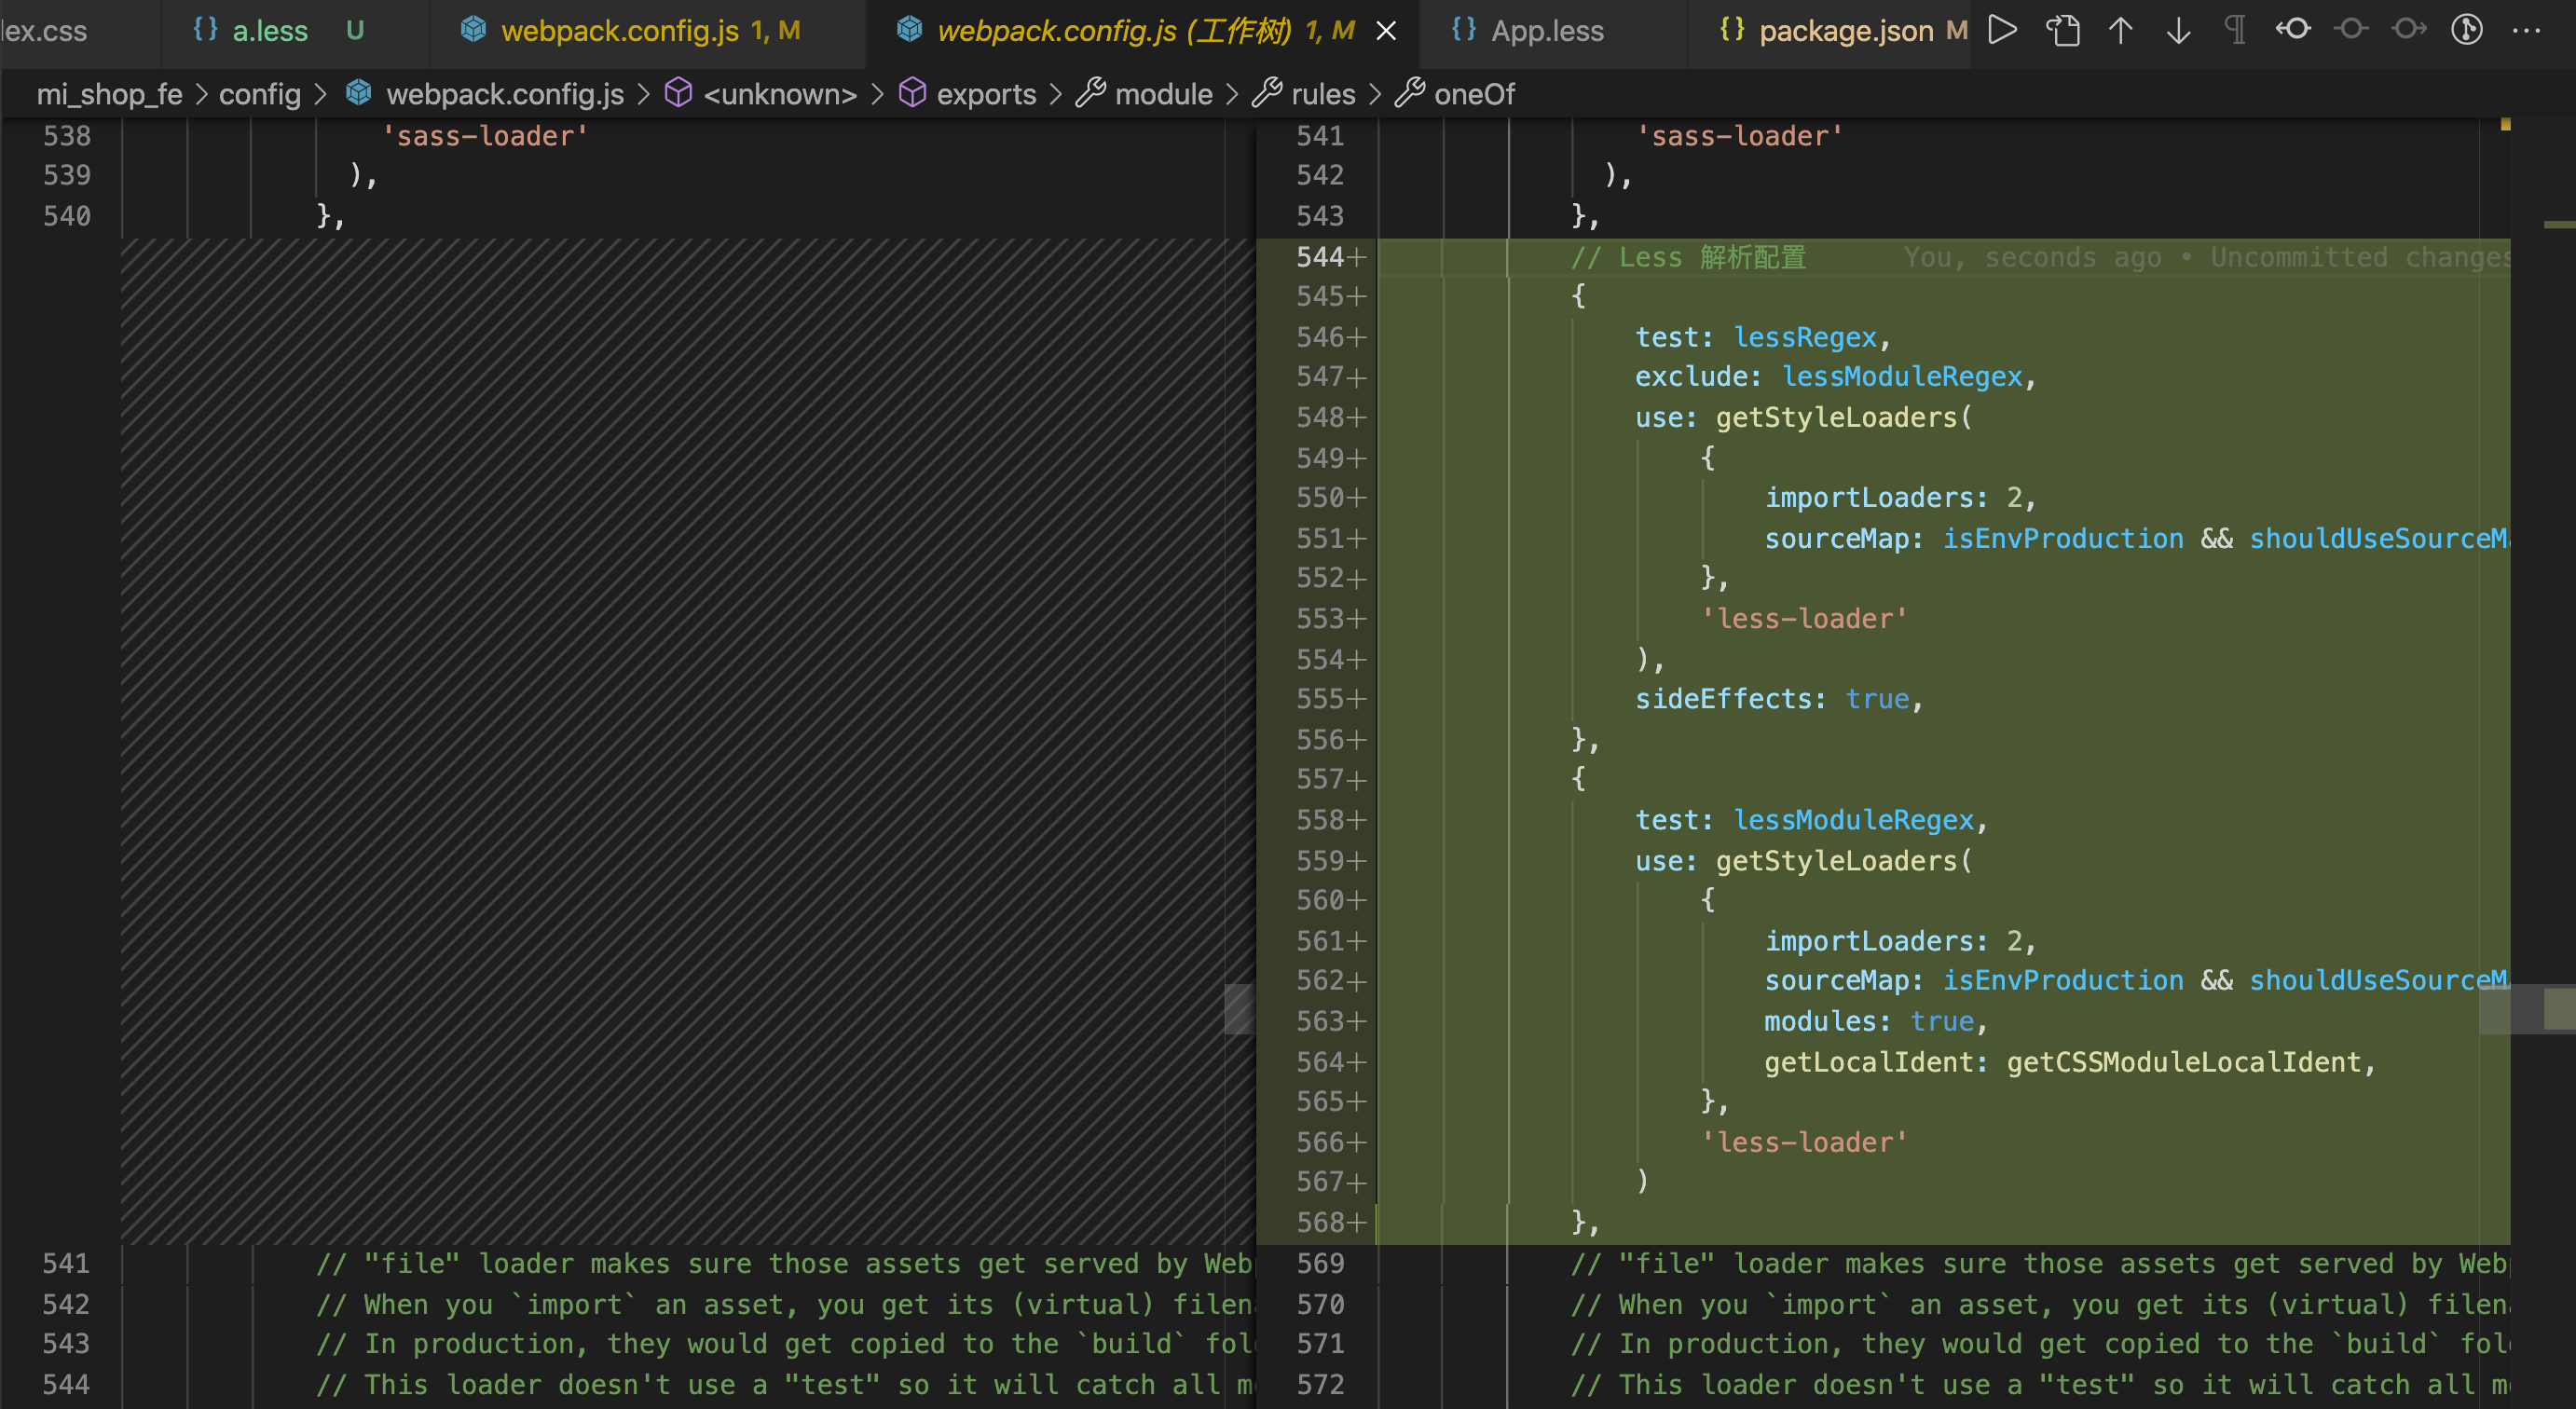 ex.css {} a.less U webpack.config.js 1, M webpack.config.js (工作树) 1, M {} App.less {} package.json M
mi_shop_fe > config > webpack.config.js > <unknown> > exports > module > rules > oneOf
538 'sass-loader'
539 ),
540 },
541 // "file" loader makes sure those assets get served by Web
542 // When you `import` an asset, you get its (virtual) filen
543 // In production, they would get copied to the `build` fol
544 // This loader doesn't use a "test" so it will catch all m
541 'sass-loader'
542 ),
543 },
544+ // Less 解析配置 You, seconds ago • Uncommitted changes
545+ {
546+ test: lessRegex,
547+ exclude: lessModuleRegex,
548+ use: getStyleLoaders(
549+ {
550+ importLoaders: 2,
551+ sourceMap: isEnvProduction && shouldUseSourceM
552+ },
553+ 'less-loader'
554+ ),
555+ sideEffects: true,
556+ },
557+ {
558+ test: lessModuleRegex,
559+ use: getStyleLoaders(
560+ {
561+ importLoaders: 2,
562+ sourceMap: isEnvProduction && shouldUseSourceM
563+ modules: true,
564+ getLocalIdent: getCSSModuleLocalIdent,
565+ },
566+ 'less-loader'
567+ )
568+ },
569 // "file" loader makes sure those assets get served by Web
570 // When you `import` an asset, you get its (virtual) filen
571 // In production, they would get copied to the `build` fol
572 // This loader doesn't use a "test" so it will catch all m